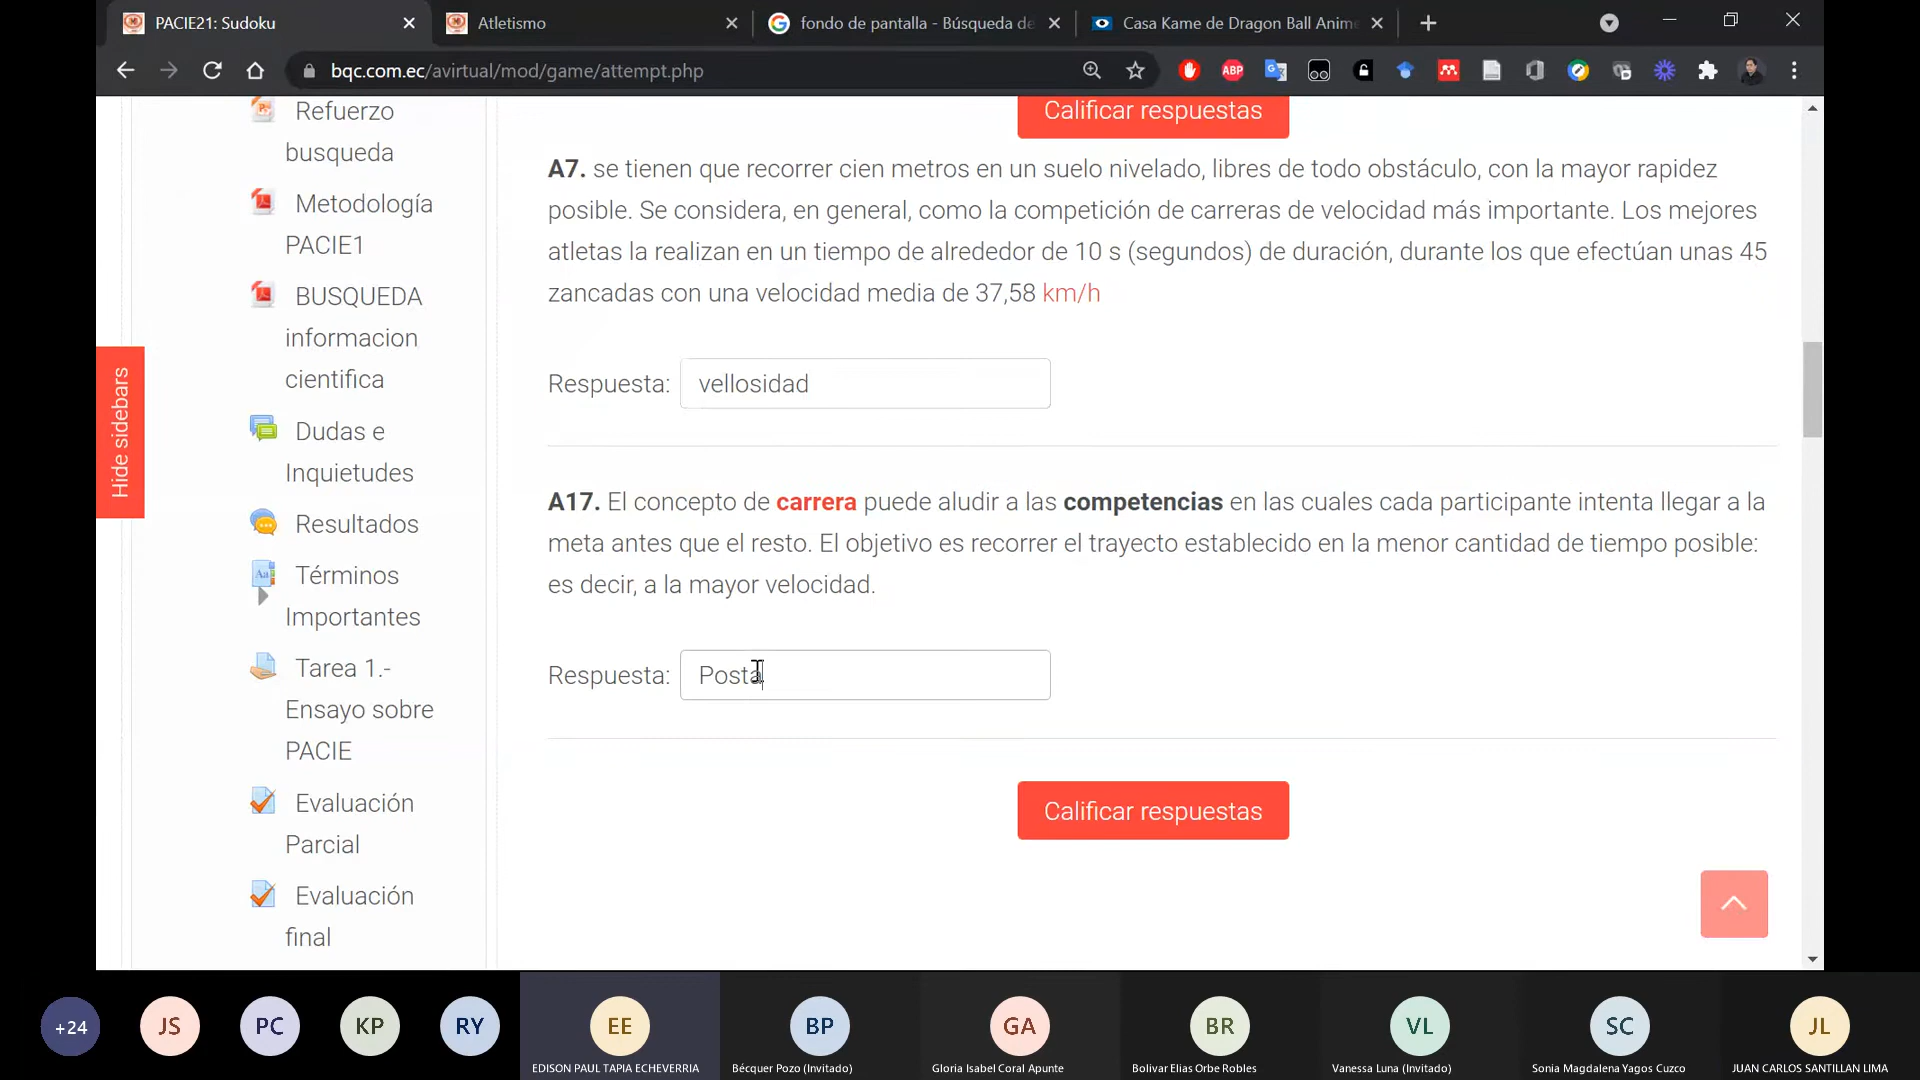 PACIE21: Sudoku
Atletismo
fondo de pantalla - Búsqueda de
Casa Kame de Dragon Ball Anime
bqc.com.ec/avirtual/mod/game/attempt.php
ABP
Hide sidebars
Refuerzo
busqueda
Metodología
PACIE1
BUSQUEDA
informacion
cientifica
Dudas e
Inquietudes
Resultados
Términos
Importantes
Tarea 1.-
Ensayo sobre
PACIE
Evaluación
Parcial
Evaluación
final
Calificar respuestas
A7. se tienen que recorrer cien metros en un suelo nivelado, libres de todo obstáculo, con la mayor rapidez
posible. Se considera, en general, como la competición de carreras de velocidad más importante. Los mejores
atletas la realizan en un tiempo de alrededor de 10 s (segundos) de duración, durante los que efectúan unas 45
zancadas con una velocidad media de 37,58 km/h
Respuesta: vellosidad
A17. El concepto de carrera puede aludir a las competencias en las cuales cada participante intenta llegar a la
meta antes que el resto. El objetivo es recorrer el trayecto establecido en la menor cantidad de tiempo posible:
es decir, a la mayor velocidad.
Respuesta: Posta
Calificar respuestas
+24
JS
PC
KP
RY
EE
BP
GA
BR
VL
SC
JL
EDISON PAUL TAPIA ECHEVERRIA
Bécquer Pozo (Invitado)
Gloria Isabel Coral Apunte
Bolivar Elias Orbe Robles
Vanessa Luna (Invitado)
Sonia Magdalena Yagos Cuzco
JUAN CARLOS SANTILLAN LIMA